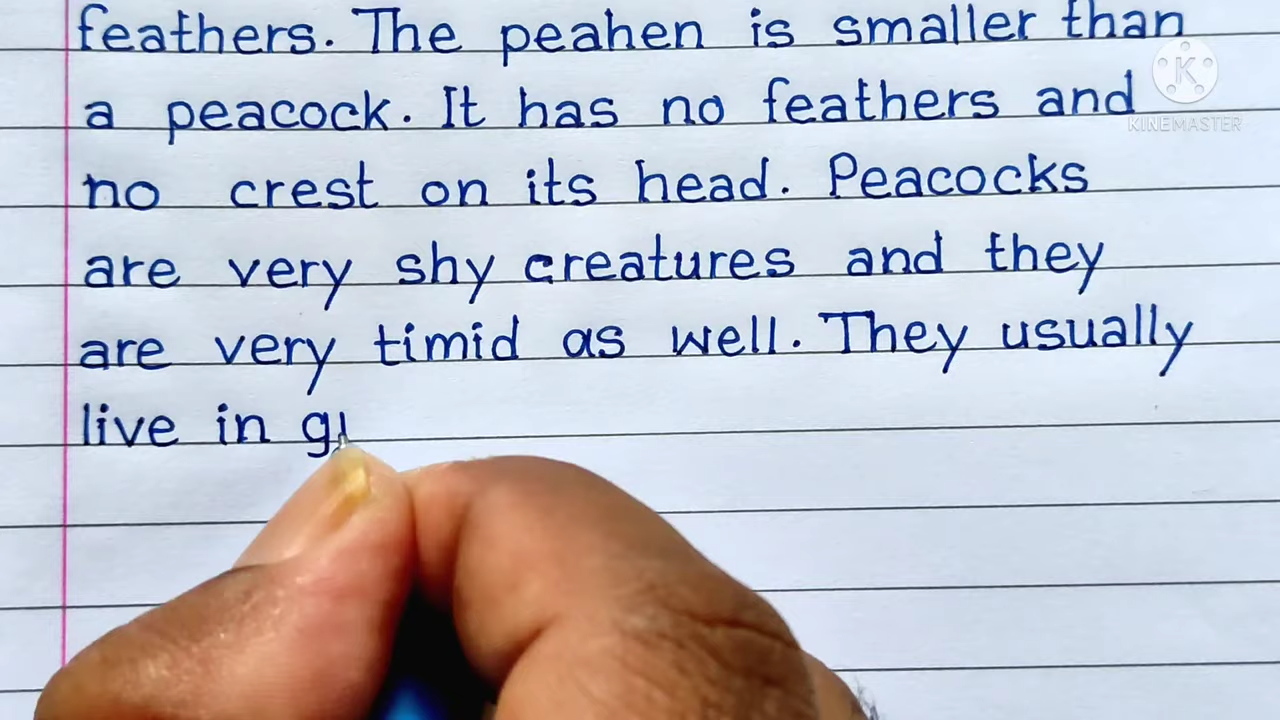 feathers. The peahen is smaller than
a peacock. It has no feathers and
no crest on its head. Peacocks
are very shy creatures and they
are very timid as well. They usually
live in g
K
KINEMASTER